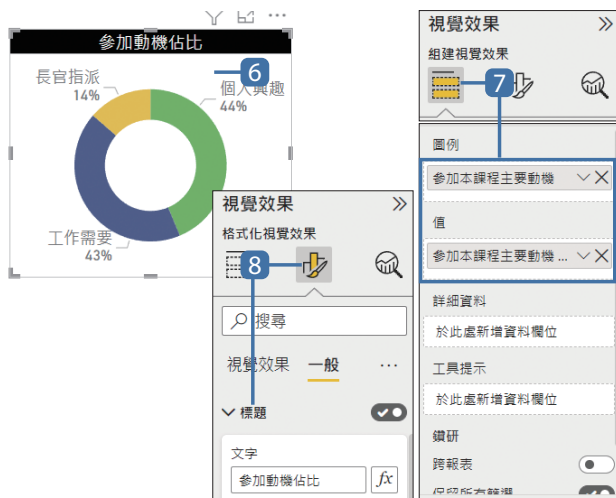 參加動機佔比
6
長官指派
14%
個人興趣
44%
工作需要
43%
視覺效果
格式化視覺效果
8
搜尋
視覺效果 一般 ...
標題
文字
參加動機佔比
fx
視覺效果
組建視覺效果
7
圖例
參加本課程主要動機
值
參加本課程主要動機 ...
詳細資料
於此處新增資料欄位
工具提示
於此處新增資料欄位
鑽研
跨報表
保留所有篩選